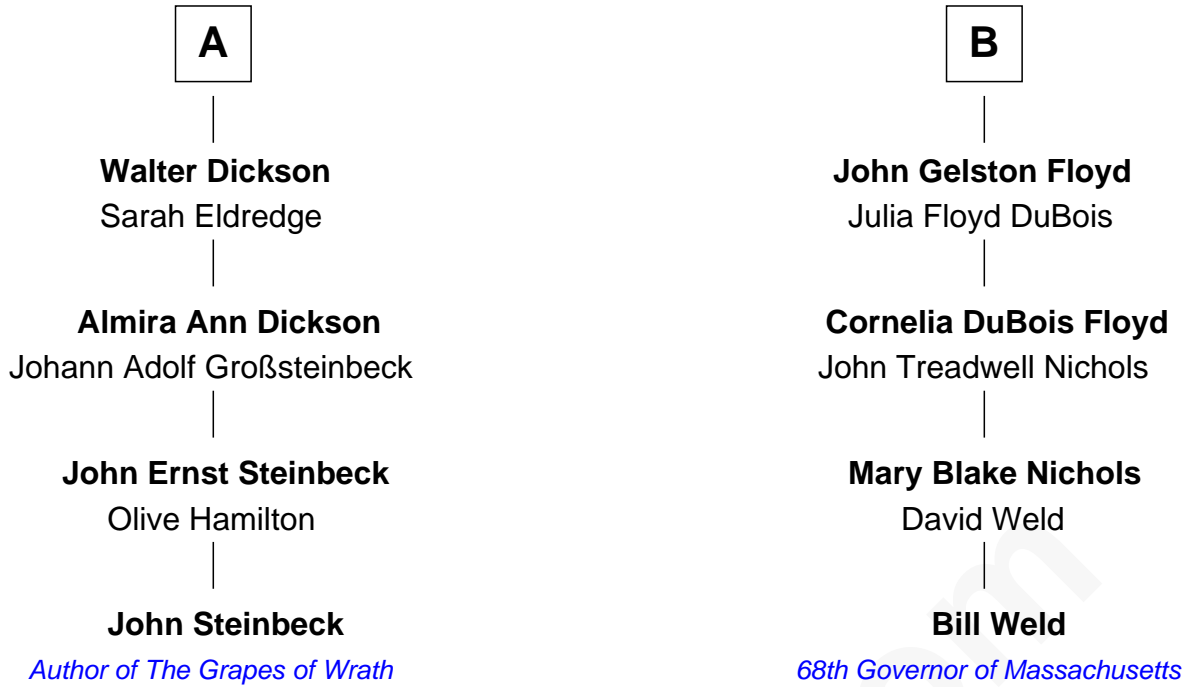 A
Walter Dickson
Sarah Eldredge
Almira Ann Dickson
Johann Adolf Großsteinbeck
John Ernst Steinbeck
Olive Hamilton
John Steinbeck
Author of The Grapes of Wrath
B
John Gelston Floyd
Julia Floyd DuBois
Cornelia DuBois Floyd
John Treadwell Nichols
Mary Blake Nichols
David Weld
Bill Weld
68th Governor of Massachusetts